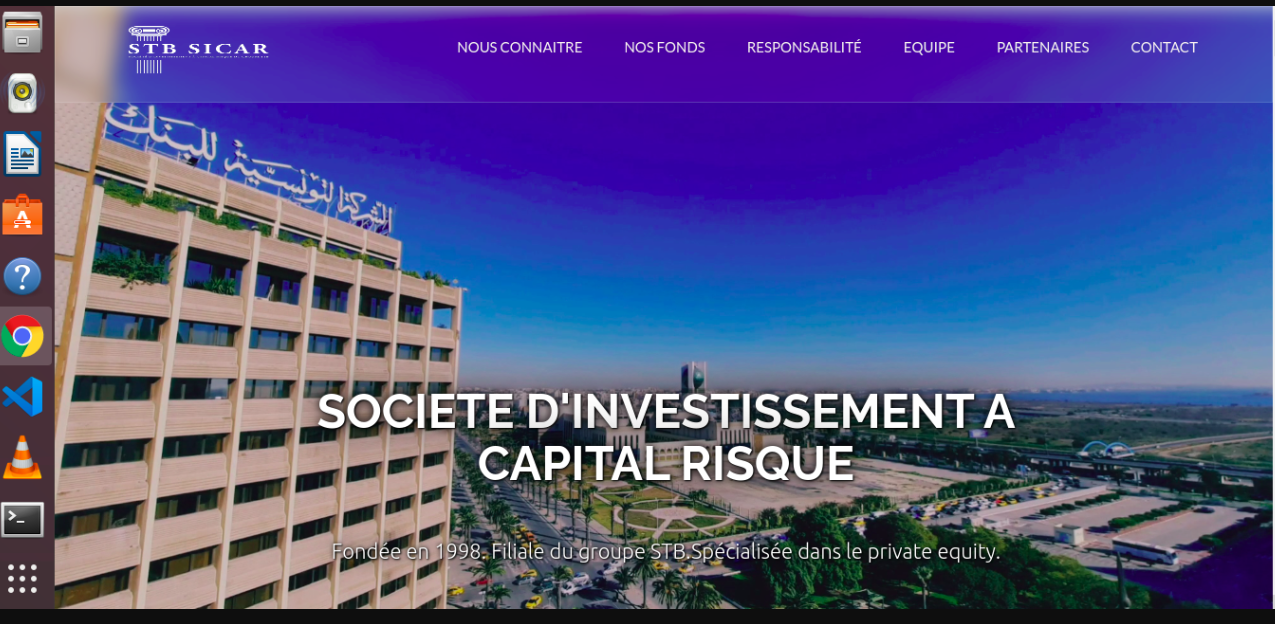 STB SICAR
NOUS CONNAITRE
NOS FONDS
RESPONSABILITÉ
EQUIPE
PARTENAIRES
CONTACT
الشركة التونسية للبنك
SOCIETE D'INVESTISSEMENT A
CAPITAL RISQUE
Fondée en 1998. Filiale du groupe STB.Spécialisée dans le private equity.